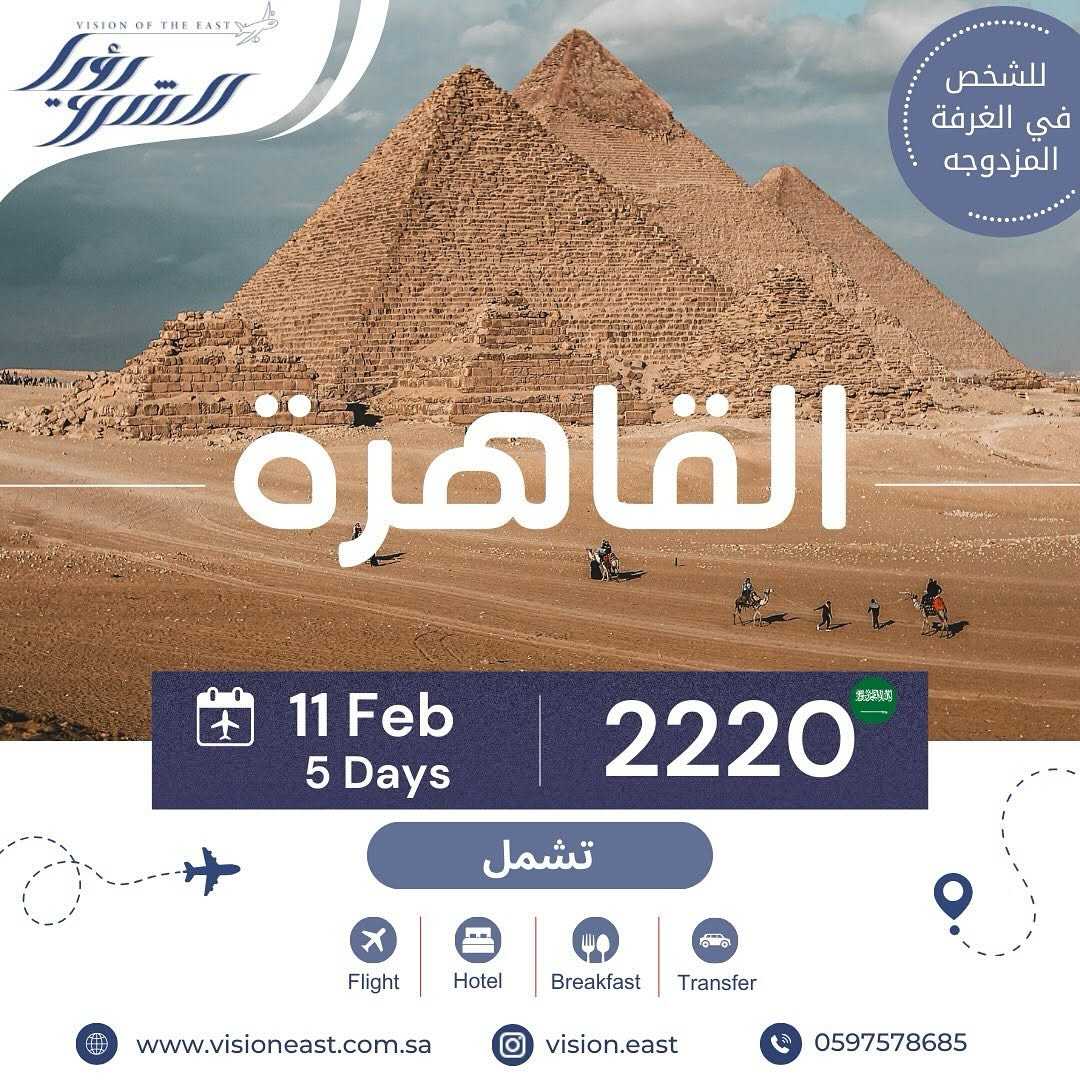 VISION OF THE EAST
رؤيا الشرق
للشخص
في الغرفة
المزدوجه
القاهرة
11 Feb
5 Days
2220
تشمل
Flight
Hotel
Breakfast
Transfer
www.visioneast.com.sa
vision.east
0597578685